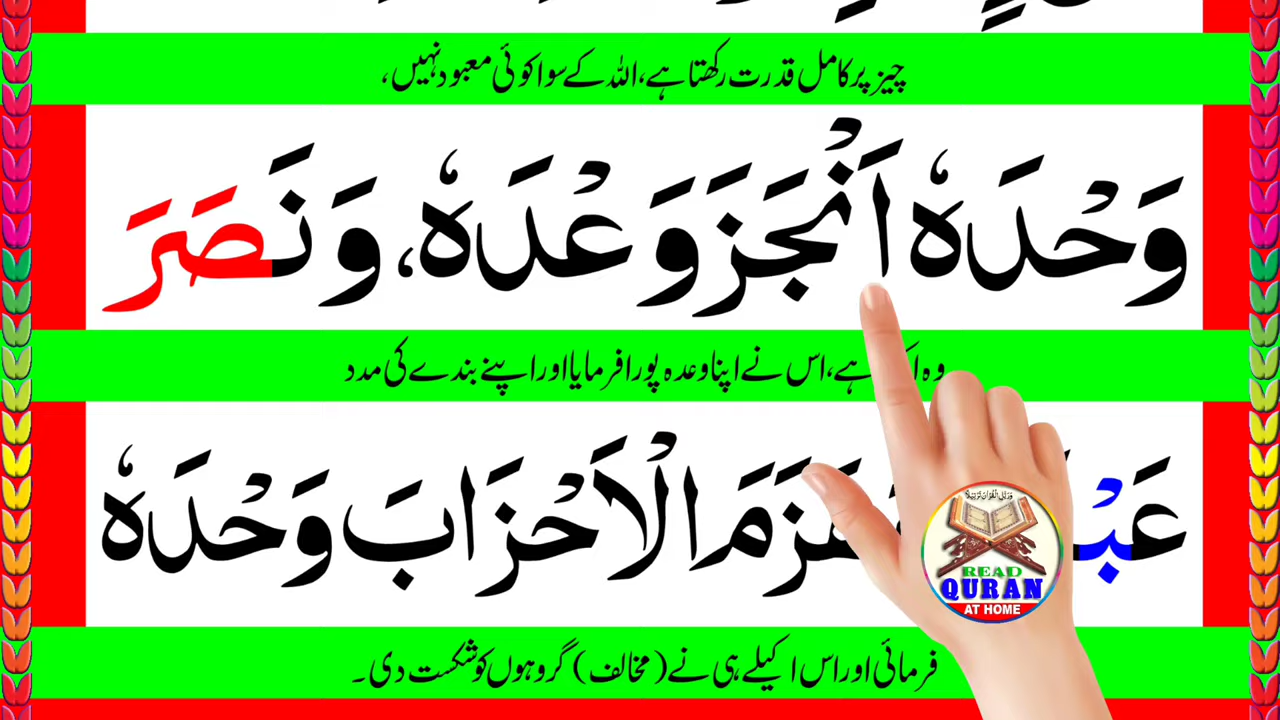 چیز پر کامل قدرت رکھتا ہے، اللہ کے سوا کوئی معبود نہیں،
وَحْدَہٗ اَنْجَزَ وَعْدَہٗ، وَ نَصَرَ
وہ ہے، اس نے اپنا وعدہ پورا فرمایا اور اپنے بندے کی مدد
ھَزَمَ الْاَحْزَابَ وَحْدَہٗ
فرمائی اور اس اکیلے ہی نے (مخالف) گروہوں کو شکست دی۔
READ
QURAN
AT HOME